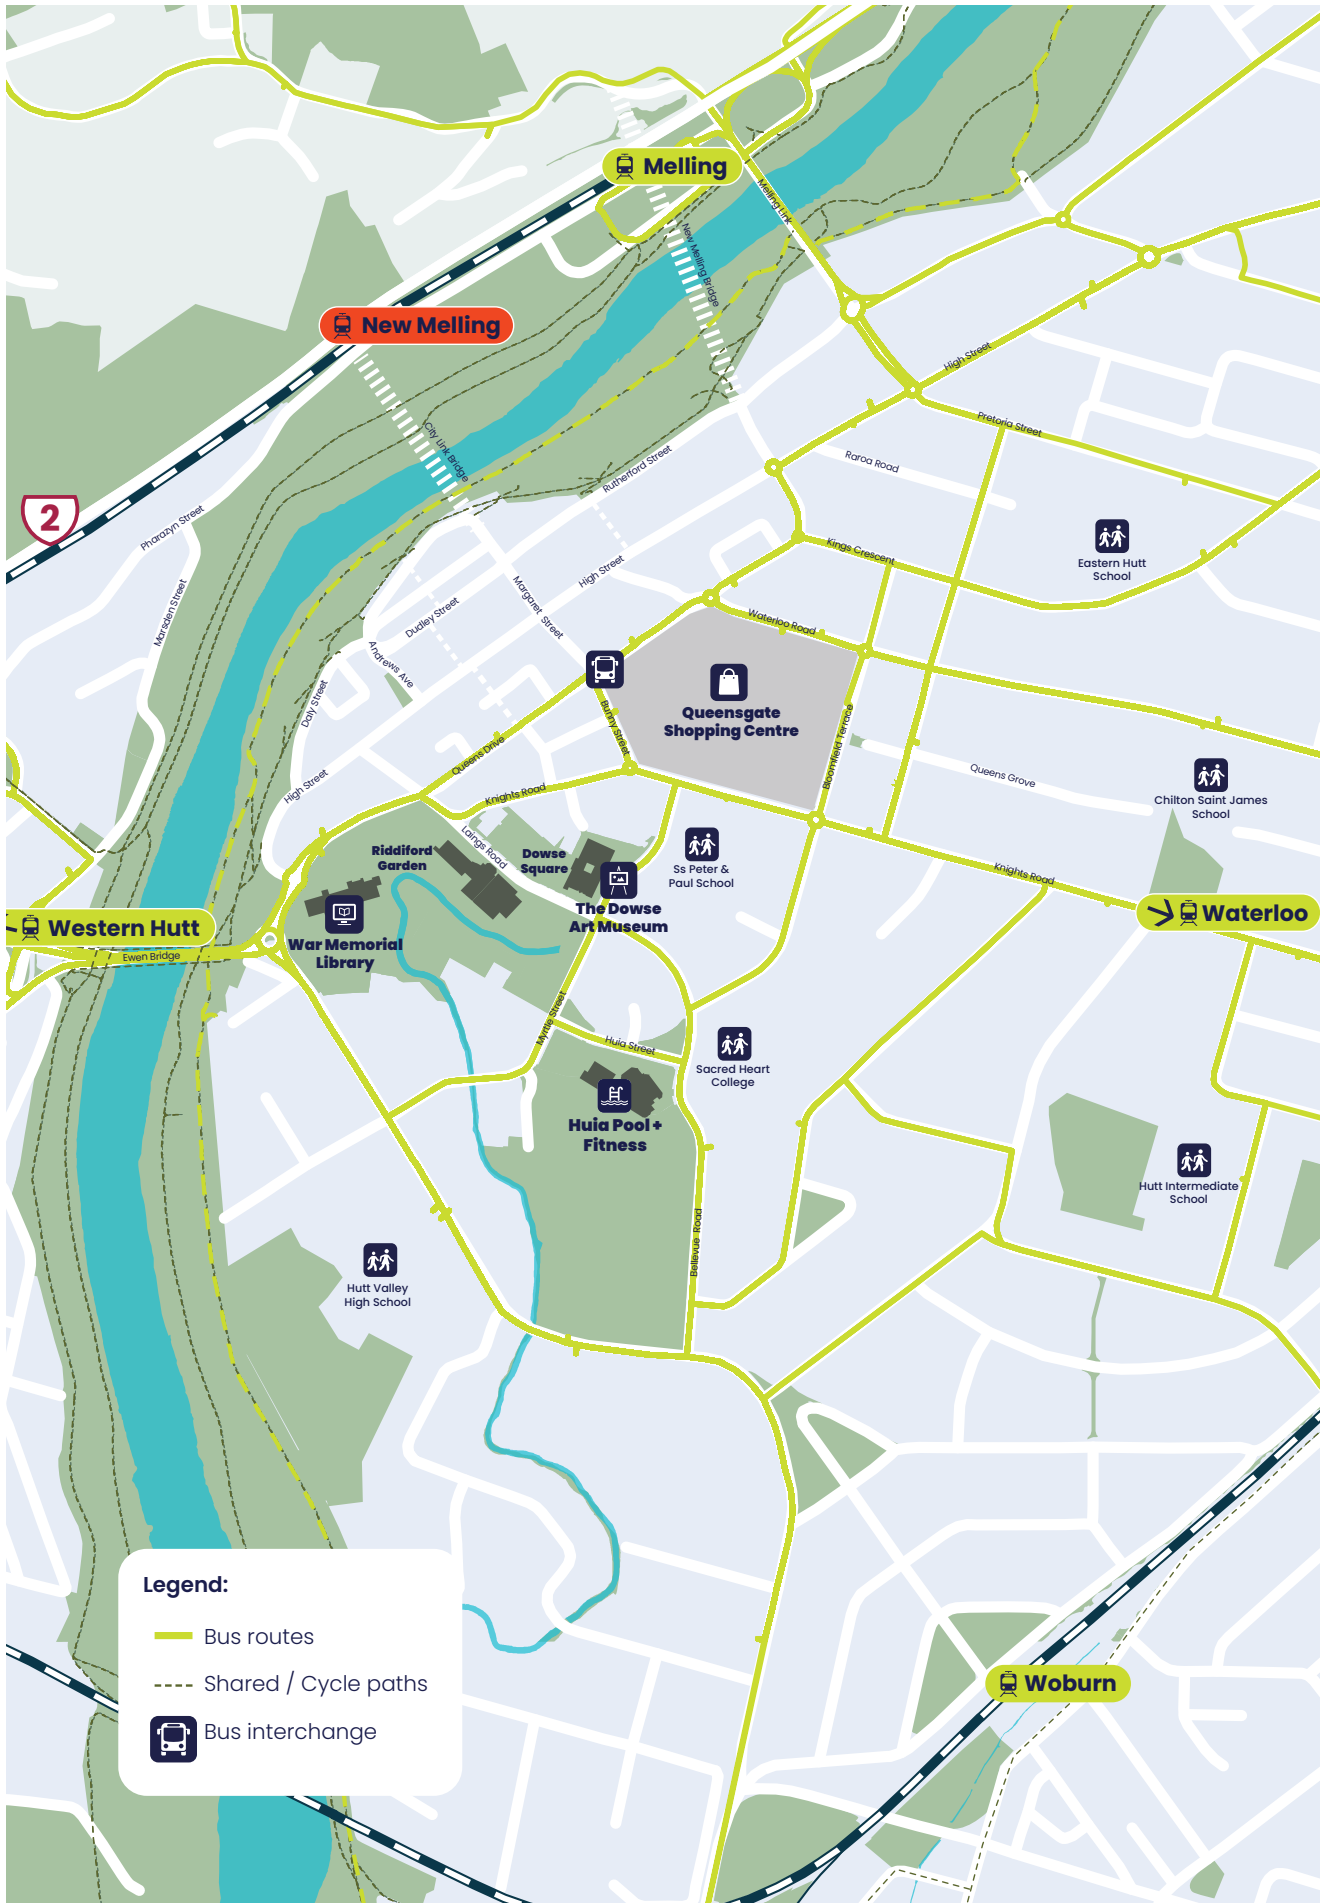 Melling
Melling Link
New Melling Bridge
New Melling
High Street
City Link Bridge
Pretoria Street
Rutherford Street
Raroa Road
2
Pharazyn Street
Kings Crescent
Eastern Hutt
School
High Street
Margaret Street
Marsden Street
Dudley Street
Waterloo Road
Andrews Ave
Daly Street
Queensgate
Shopping Centre
Bunny Street
Bloomfield Terrace
Queens Drive
Queens Grove
High Street
Knights Road
Chilton Saint James
School
Laings Road
Riddiford
Garden
Dowse
Square
Ss Peter &
Paul School
Knights Road
The Dowse
Art Museum
Waterloo
Western Hutt
War Memorial
Library
Ewen Bridge
Myrtle Street
Huia Street
Sacred Heart
College
Huia Pool +
Fitness
Hutt Intermediate
School
Bellevue Road
Hutt Valley
High School
Legend:
Bus routes
Shared / Cycle paths
Bus interchange
Woburn